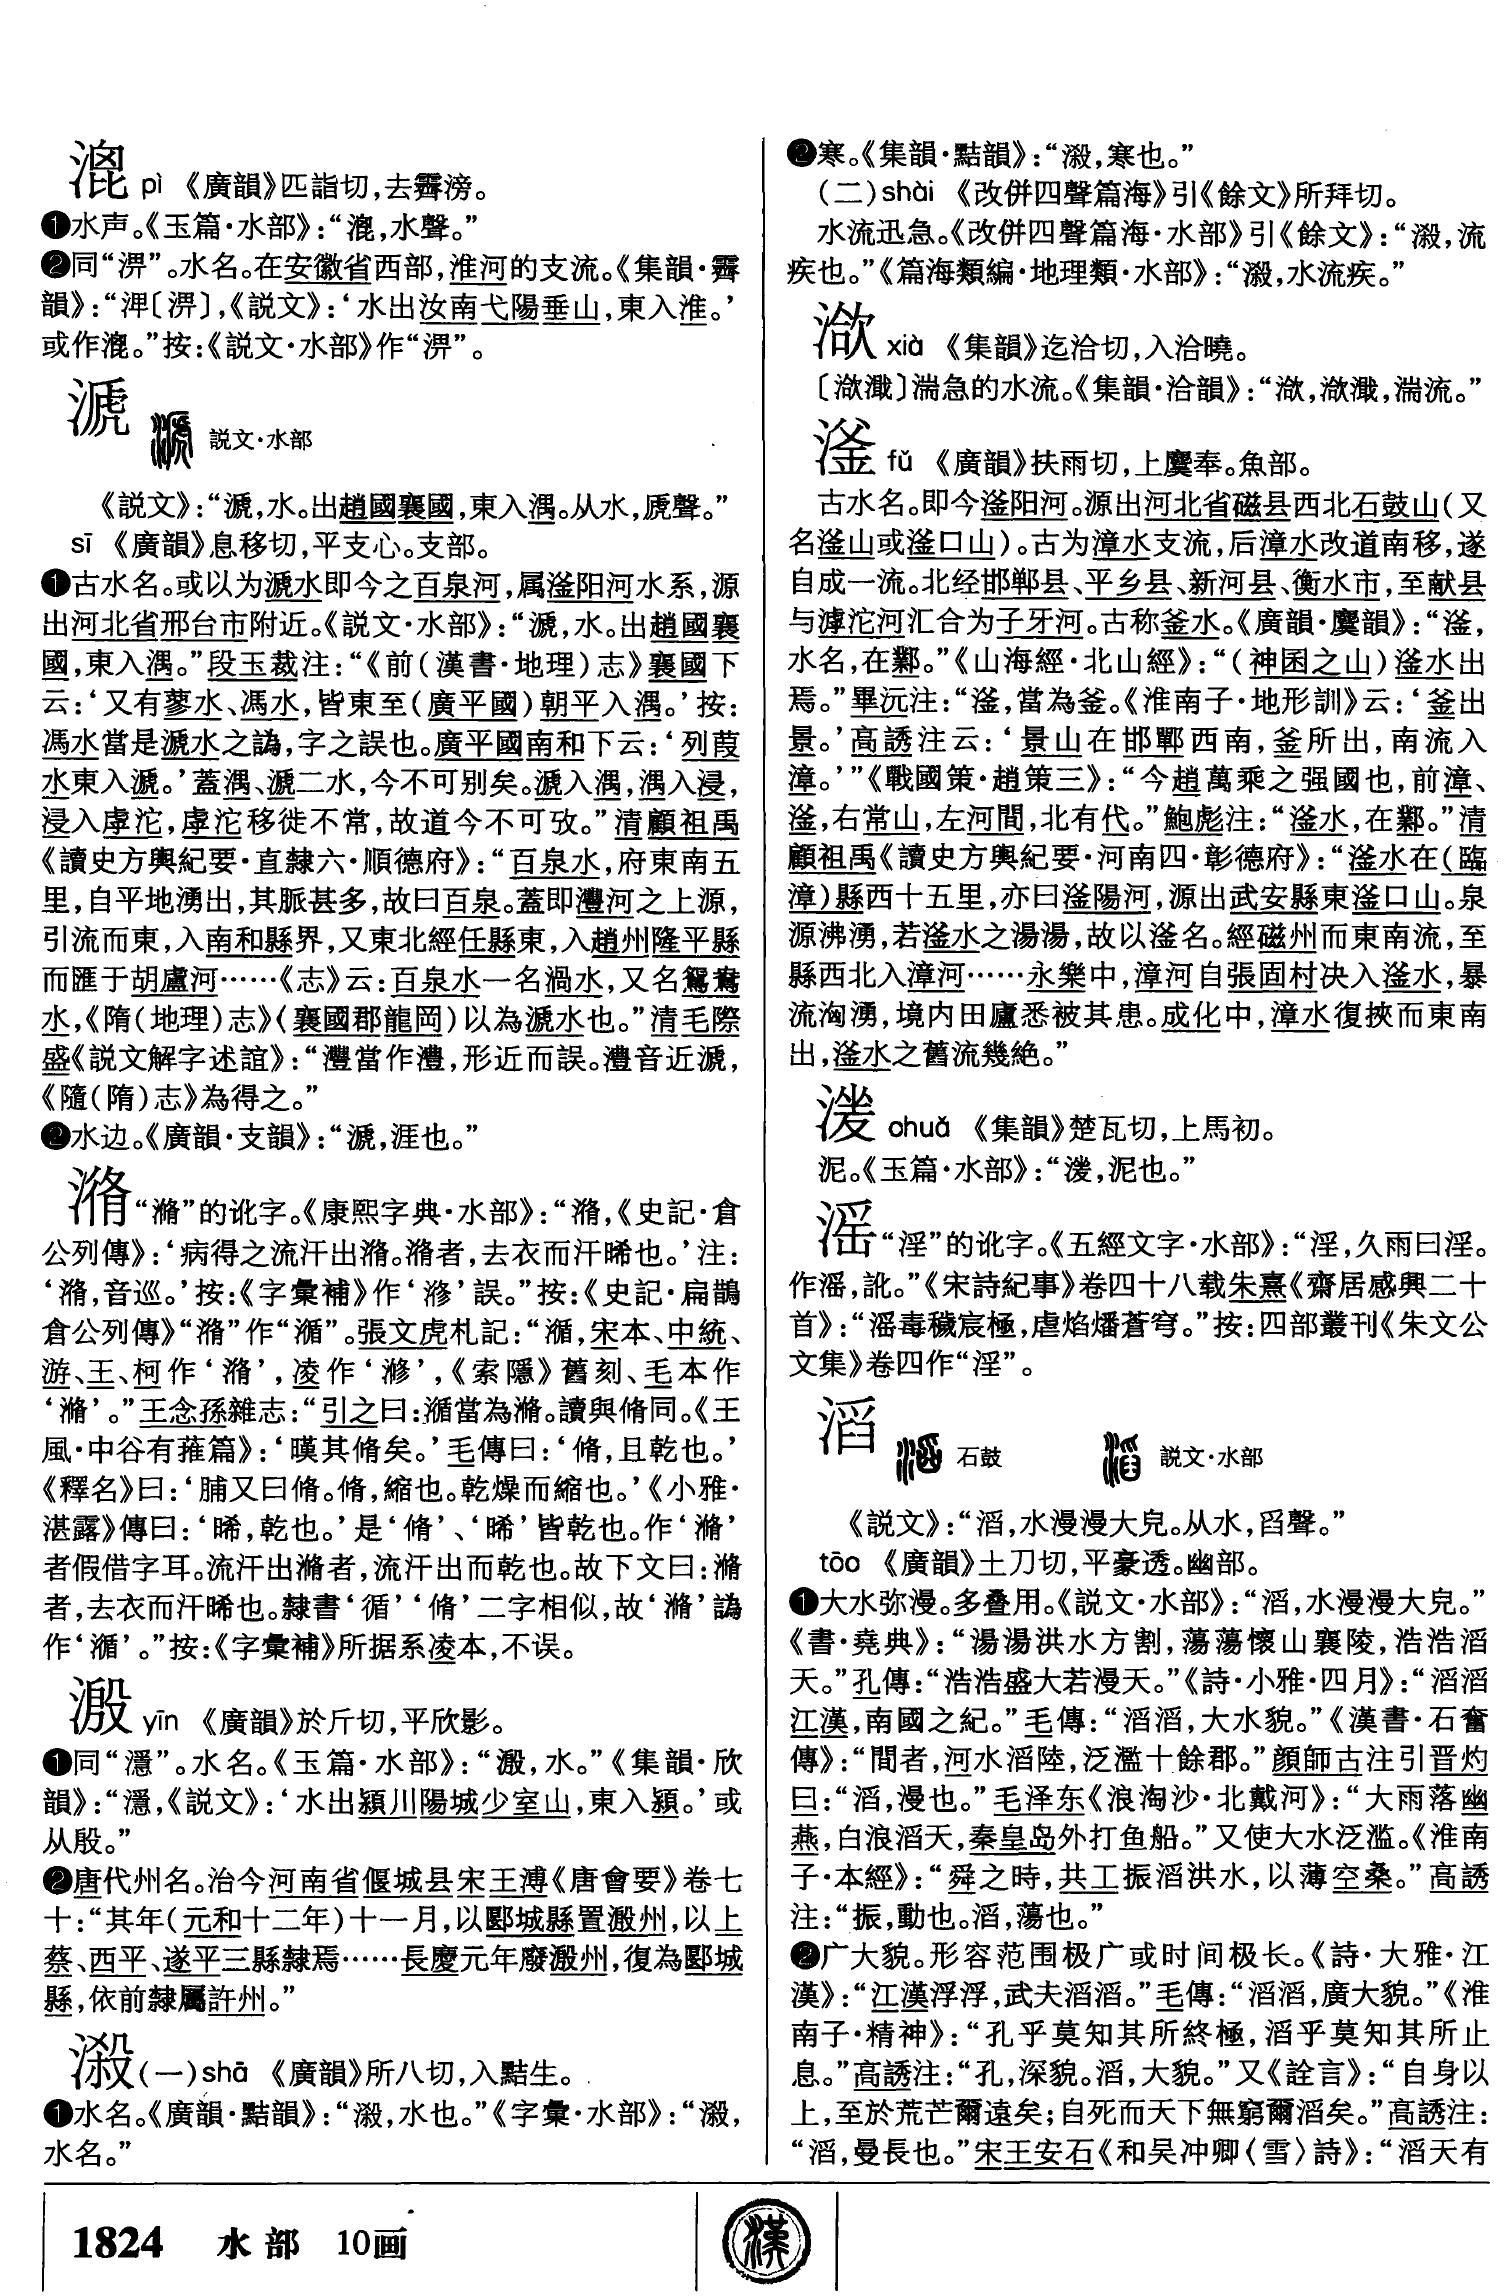 㵥 pì 《廣韻》匹詣切，去霽滂。
❶水声。《玉篇·水部》：“㵥，水聲。”
❷同“淠”。水名。在安徽省西部，淮河的支流。《集韻·霽
韻》：“渒〔淠〕，《説文》：‘水出汝南弋陽垂山，東入淮。’
或作㵥。”按：《説文·水部》作“淠”。
㴲 説文·水部
《説文》：“㴲，水。出趙國襄國，東入湡。从水，虒聲。”
sī 《廣韻》息移切，平支心。支部。
❶古水名。或以为㴲水即今之百泉河，属滏阳河水系，源
出河北省邢台市附近。《説文·水部》：“㴲，水。出趙國襄
國，東入湡。”段玉裁注：“《前（漢書·地理）志》襄國下
云：‘又有蓼水、馮水，皆東至（廣平國）朝平入湡。’按：
馮水當是㴲水之譌，字之誤也。廣平國南和下云：‘列葭
水東入㴲。’蓋湡、㴲二水，今不可别矣。㴲入湡，湡入浸，
浸入虖沱，虖沱移徙不常，故道今不可攷。”清顧祖禹
《讀史方輿紀要·直隸六·順德府》：“百泉水，府東南五
里，自平地湧出，其脈甚多，故曰百泉。蓋即灃河之上源，
引流而東，入南和縣界，又東北經任縣東，入趙州隆平縣
而匯于胡盧河……《志》云：百泉水一名渦水，又名鴛鴦
水，《隋（地理）志》（襄國郡龍岡）以為㴲水也。”清毛際
盛《説文解字述誼》：“灃當作澧，形近而誤。澧音近㴲，
《隨（隋）志》為得之。”
❷水边。《廣韻·支韻》：“㴲，涯也。”
“滫”的讹字。《康熙字典·水部》：“，《史記·倉
公列傳》：‘病得之流汗出。者，去衣而汗晞也。’注：
‘，音巡。’按：《字彙補》作‘’誤。”按：《史記·扁鵲
倉公列傳》“”作“㵌”。張文虎札記：“㵌，宋本、中統、
游、王、柯作‘’，凌作‘’，《索隱》舊刻、毛本作
‘滫’。”王念孫雜志：“引之曰：㵌當為滫。讀與脩同。《王
風·中谷有蓷篇》：‘暵其脩矣。’毛傳曰：‘脩，且乾也。’
《釋名》曰：‘脯又曰脩。脩，縮也。乾燥而縮也。’《小雅·
湛露》傳曰：‘晞，乾也。’是‘脩’、‘晞’皆乾也。作‘滫’
者假借字耳。流汗出滫者，流汗出而乾也。故下文曰：滫
者，去衣而汗晞也。隸書‘循’‘脩’二字相似，故‘滫’譌
作‘㵌’。”按：《字彙補》所据系凌本，不误。
溵 yīn 《廣韻》於斤切，平欣影。
❶同“濦”。水名。《玉篇·水部》：“溵，水。”《集韻·欣
韻》：“濦，《説文》：‘水出潁川陽城少室山，東入潁。’或
从殷。”
❷唐代州名。治今河南省偃城县宋王溥《唐會要》卷七
十：“其年（元和十二年）十一月，以郾城縣置溵州，以上
蔡、西平、遂平三縣隸焉……長慶元年廢溵州，復為郾城
縣，依前隸屬許州。”
㵤（一）shā 《廣韻》所八切，入黠生。
❶水名。《廣韻·黠韻》：“㵤，水也。”《字彙·水部》：“㵤，
水名。”
❷寒。《集韻·黠韻》：“㵤，寒也。”
（二）shài 《改併四聲篇海》引《餘文》所拜切。
水流迅急。《改併四聲篇海·水部》引《餘文》：“㵤，流
疾也。”《篇海類編·地理類·水部》：“㵤，水流疾。”
㵆 xià 《集韻》迄洽切，入洽曉。
〔㵆瀐〕湍急的水流。《集韻·洽韻》：“㵆，㵆瀐，湍流。”
滏 fǔ 《廣韻》扶雨切，上麌奉。魚部。
古水名。即今滏阳河。源出河北省磁县西北石鼓山（又
名滏山或滏口山）。古为漳水支流，后漳水改道南移，遂
自成一流。北经邯郸县、平乡县、新河县、衡水市，至献县
与滹沱河汇合为子牙河。古称釜水。《廣韻·麌韻》：“滏，
水名，在鄴。”《山海經·北山經》：“（神囷之山）滏水出
焉。”畢沅注：“滏，當為釜。《淮南子·地形訓》云：‘釜出
景。’高誘注云：‘景山在邯鄲西南，釜所出，南流入
漳。’”《戰國策·趙策三》：“今趙萬乘之强國也，前漳、
滏，右常山，左河間，北有代。”鮑彪注：“滏水，在鄴。”清
顧祖禹《讀史方輿紀要·河南四·彰德府》：“滏水在（臨
漳）縣西十五里，亦曰滏陽河，源出武安縣東滏口山。泉
源沸湧，若滏水之湯湯，故以滏名。經磁州而東南流，至
縣西北入漳河……永樂中，漳河自張固村决入滏水，暴
流洶湧，境内田廬悉被其患。成化中，漳水復挾而東南
出，滏水之舊流幾絶。”
㴣 chuǎ 《集韻》楚瓦切，上馬初。
泥。《玉篇·水部》：“㴣，泥也。”
滛“淫”的讹字。《五經文字·水部》：“淫，久雨曰淫。
作滛，訛。”《宋詩紀事》卷四十八载朱熹《齋居感興二十
首》：“滛毒穢宸極，虐焰燔蒼穹。”按：四部叢刊《朱文公
文集》卷四作“淫”。
滔 石鼓 説文·水部
《説文》：“滔，水漫漫大皃。从水，舀聲。”
tāo 《廣韻》土刀切，平豪透。幽部。
❶大水弥漫。多叠用。《説文·水部》：“滔，水漫漫大皃。”
《書·堯典》：“湯湯洪水方割，蕩蕩懷山襄陵，浩浩滔
天。”孔傳：“浩浩盛大若漫天。”《詩·小雅·四月》：“滔滔
江漢，南國之紀。”毛傳：“滔滔，大水貌。”《漢書·石奮
傳》：“間者，河水滔陸，泛濫十餘郡。”顔師古注引晋灼
曰：“滔，漫也。”毛泽东《浪淘沙·北戴河》：“大雨落幽
燕，白浪滔天，秦皇岛外打鱼船。”又使大水泛滥。《淮南
子·本經》：“舜之時，共工振滔洪水，以薄空桑。”高誘
注：“振，動也。滔，蕩也。”
❷广大貌。形容范围极广或时间极长。《詩·大雅·江
漢》：“江漢浮浮，武夫滔滔。”毛傳：“滔滔，廣大貌。”《淮
南子·精神》：“孔乎莫知其所終極，滔乎莫知其所止
息。”高誘注：“孔，深貌。滔，大貌。”又《詮言》：“自身以
上，至於荒芒爾遠矣；自死而天下無窮爾滔矣。”高誘注：
“滔，曼長也。”宋王安石《和吴冲卿〈雪〉詩》：“滔天有
1824 水部 10画
漢